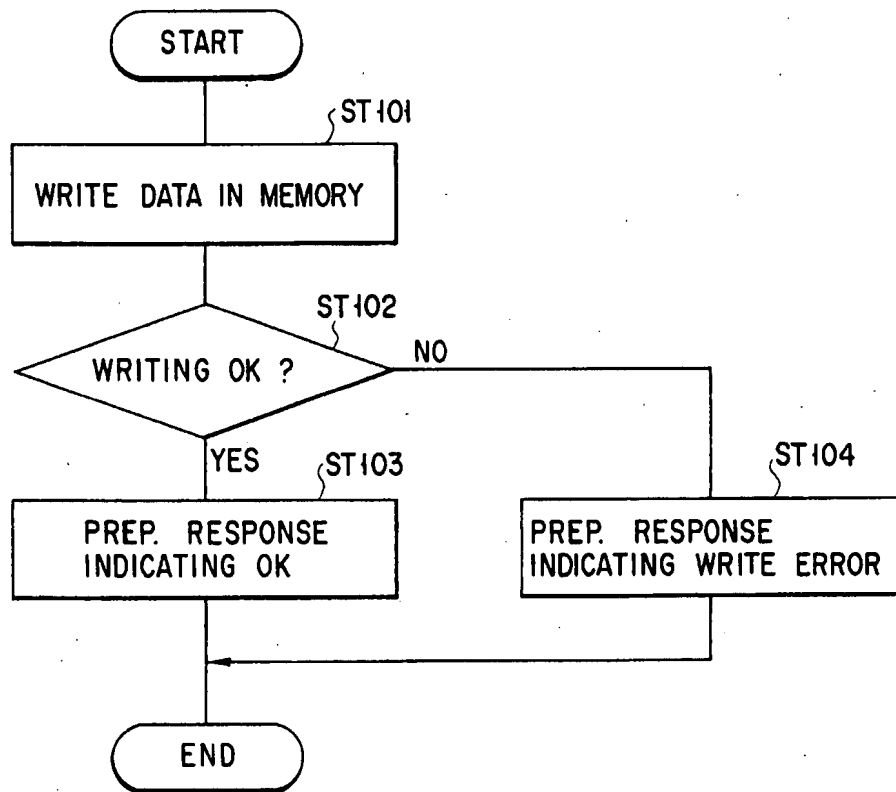 START
ST101
WRITE DATA IN MEMORY
ST102
WRITING OK ?
NO
YES
ST103
PREP. RESPONSE
INDICATING OK
ST104
PREP. RESPONSE
INDICATING WRITE ERROR
END